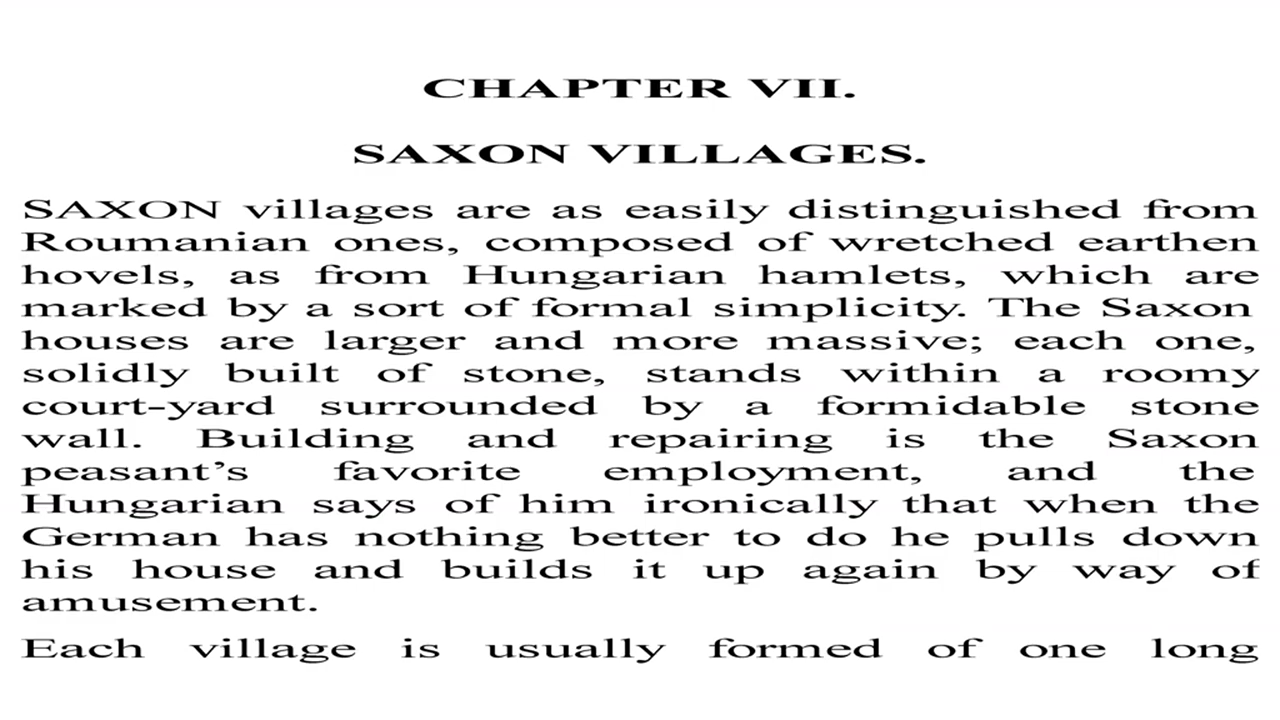 CHAPTER VII.
SAXON VILLAGES.
SAXON villages are as easily distinguished from
Roumanian ones, composed of wretched earthen
hovels, as from Hungarian hamlets, which are
marked by a sort of formal simplicity. The Saxon
houses are larger and more massive; each one,
solidly built of stone, stands within a roomy
court-yard surrounded by a formidable stone
wall. Building and repairing is the Saxon
peasant’s favorite employment, and the
Hungarian says of him ironically that when the
German has nothing better to do he pulls down
his house and builds it up again by way of
amusement.
Each village is usually formed of one long